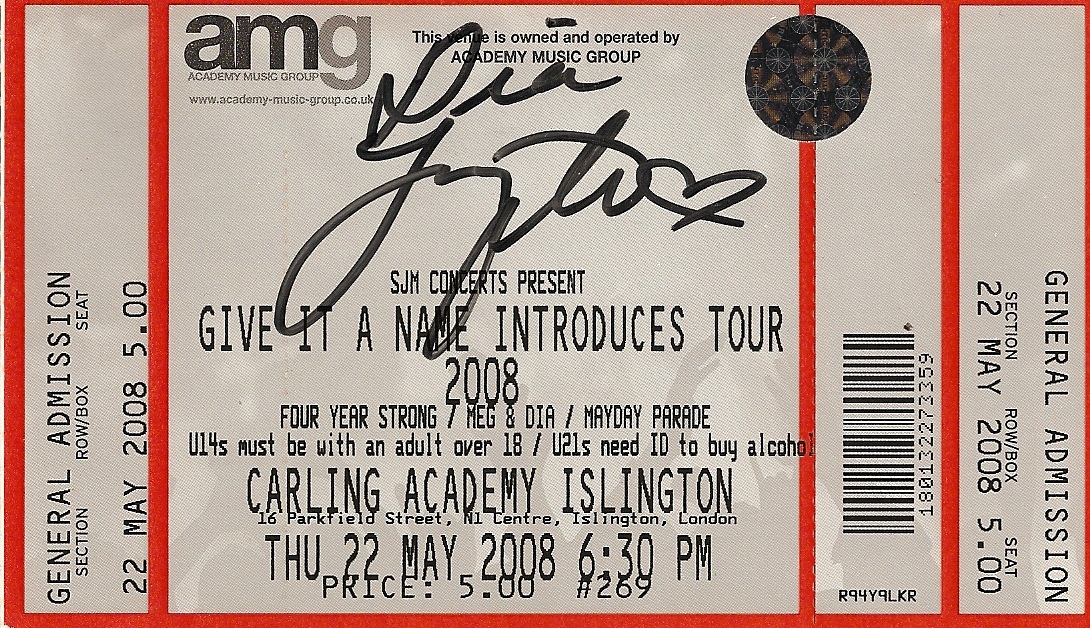 GENERAL ADMISSION
SECTION ROW/BOX SEAT
22 MAY 2008 5.00
amg
ACADEMY MUSIC GROUP
www.academy-music-group.co.uk
This venue is owned and operated by
ACADEMY MUSIC GROUP
Dia
SJM CONCERTS PRESENT
GIVE IT A NAME INTRODUCES TOUR
2008
FOUR YEAR STRONG / MEG & DIA / MAYDAY PARADE
U14s must be with an adult over 18 / U21s need ID to buy alcohol
CARLING ACADEMY ISLINGTON
16 Parkfield Street, N1 Centre, Islington, London
THU 22 MAY 2008 6:30 PM
PRICE: 5.00 #269
1801322273359
R94Y9LKR
GENERAL ADMISSION
SECTION ROW/BOX SEAT
22 MAY 2008 5.00